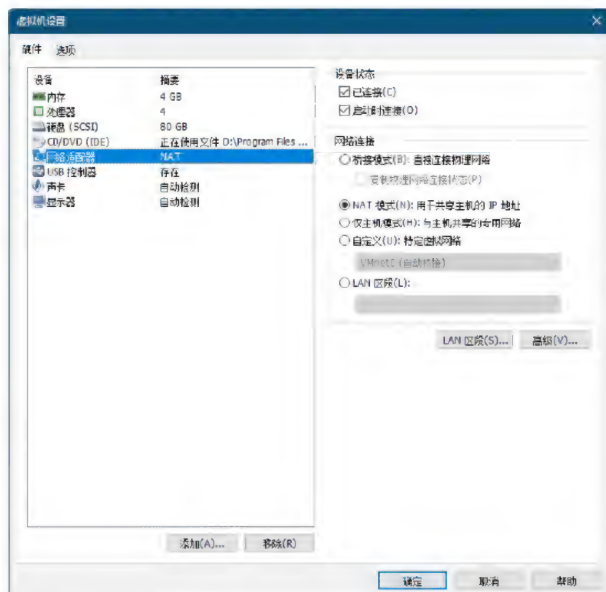 虚拟机设置
硬件 选项
设备 摘要
内存 4 GB
处理器 4
硬盘 (SCSI) 80 GB
CD/DVD (IDE) 正在使用文件 D:\Program Files ...
网络适配器 NAT
USB 控制器 存在
声卡 自动检测
显示器 自动检测
添加(A)... 移除(R)
设备状态
已连接(C)
启动时连接(O)
网络连接
桥接模式(B): 直接连接物理网络
复制物理网络连接状态(P)
NAT 模式(N): 用于共享主机的 IP 地址
仅主机模式(H): 与主机共享的专用网络
自定义(U): 特定虚拟网络
VMnet0 (自动桥接)
LAN 区段(L):
LAN 区段(S)... 高级(V)...
确定 取消 帮助